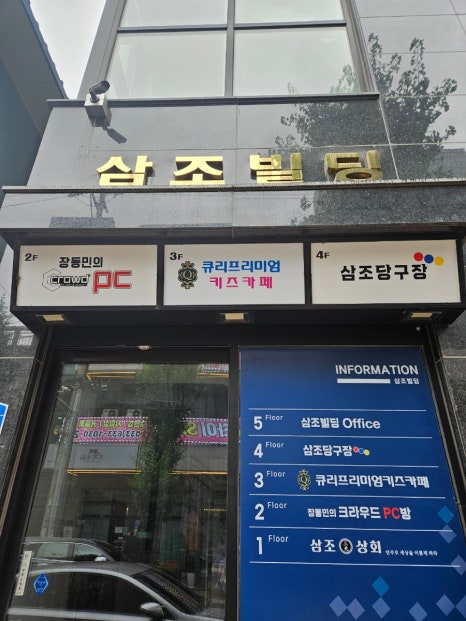 삼조빌딩
2F
장동민의
crowd PC
3F
큐리프리미엄
키즈카페
4F
삼조당구장
INFORMATION
삼조빌딩
5 Floor 삼조빌딩 Office
4 Floor 삼조당구장
3 Floor 큐리프리미엄키즈카페
2 Floor 장동민의 크라우드 PC방
1 Floor 삼조 상회